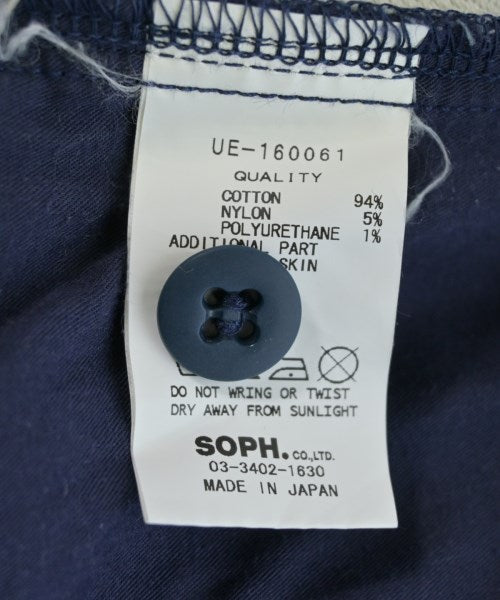 UE-160061
QUALITY
COTTON 94%
NYLON 5%
POLYURETHANE 1%
ADDITIONAL PART
SKIN
DO NOT WRING OR TWIST
DRY AWAY FROM SUNLIGHT
SOPH. CO.,LTD.
03-3402-1630
MADE IN JAPAN